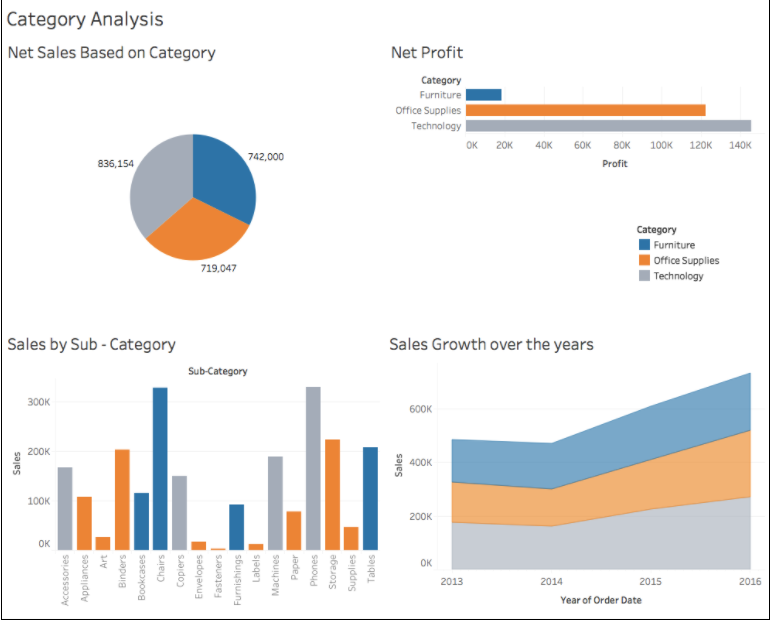 Category Analysis
Net Sales Based on Category
836,154
742,000
719,047
Net Profit
Category
Furniture
Office Supplies
Technology
0K 20K 40K 60K 80K 100K 120K 140K
Profit
Category
Furniture
Office Supplies
Technology
Sales by Sub - Category
Sub-Category
Sales
300K
200K
100K
0K
Accessories
Appliances
Art
Binders
Bookcases
Chairs
Copiers
Envelopes
Fasteners
Furnishings
Labels
Machines
Paper
Phones
Storage
Supplies
Tables
Sales Growth over the years
Sales
600K
400K
200K
0K
2013 2014 2015 2016
Year of Order Date